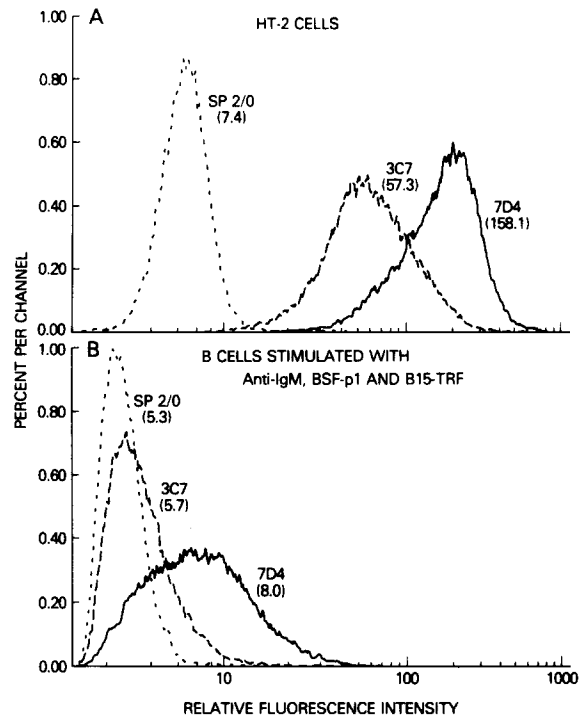 A
HT-2 CELLS
1.00
0.80
0.60
0.40
0.20
0.00
SP 2/0
(7.4)
3C7
(57.3)
7D4
(158.1)
PERCENT PER CHANNEL
B
B CELLS STIMULATED WITH
Anti-IgM, BSF-p1 AND B15-TRF
1.00
0.80
0.60
0.40
0.20
0.00
SP 2/0
(5.3)
3C7
(5.7)
7D4
(8.0)
10
100
1000
RELATIVE FLUORESCENCE INTENSITY